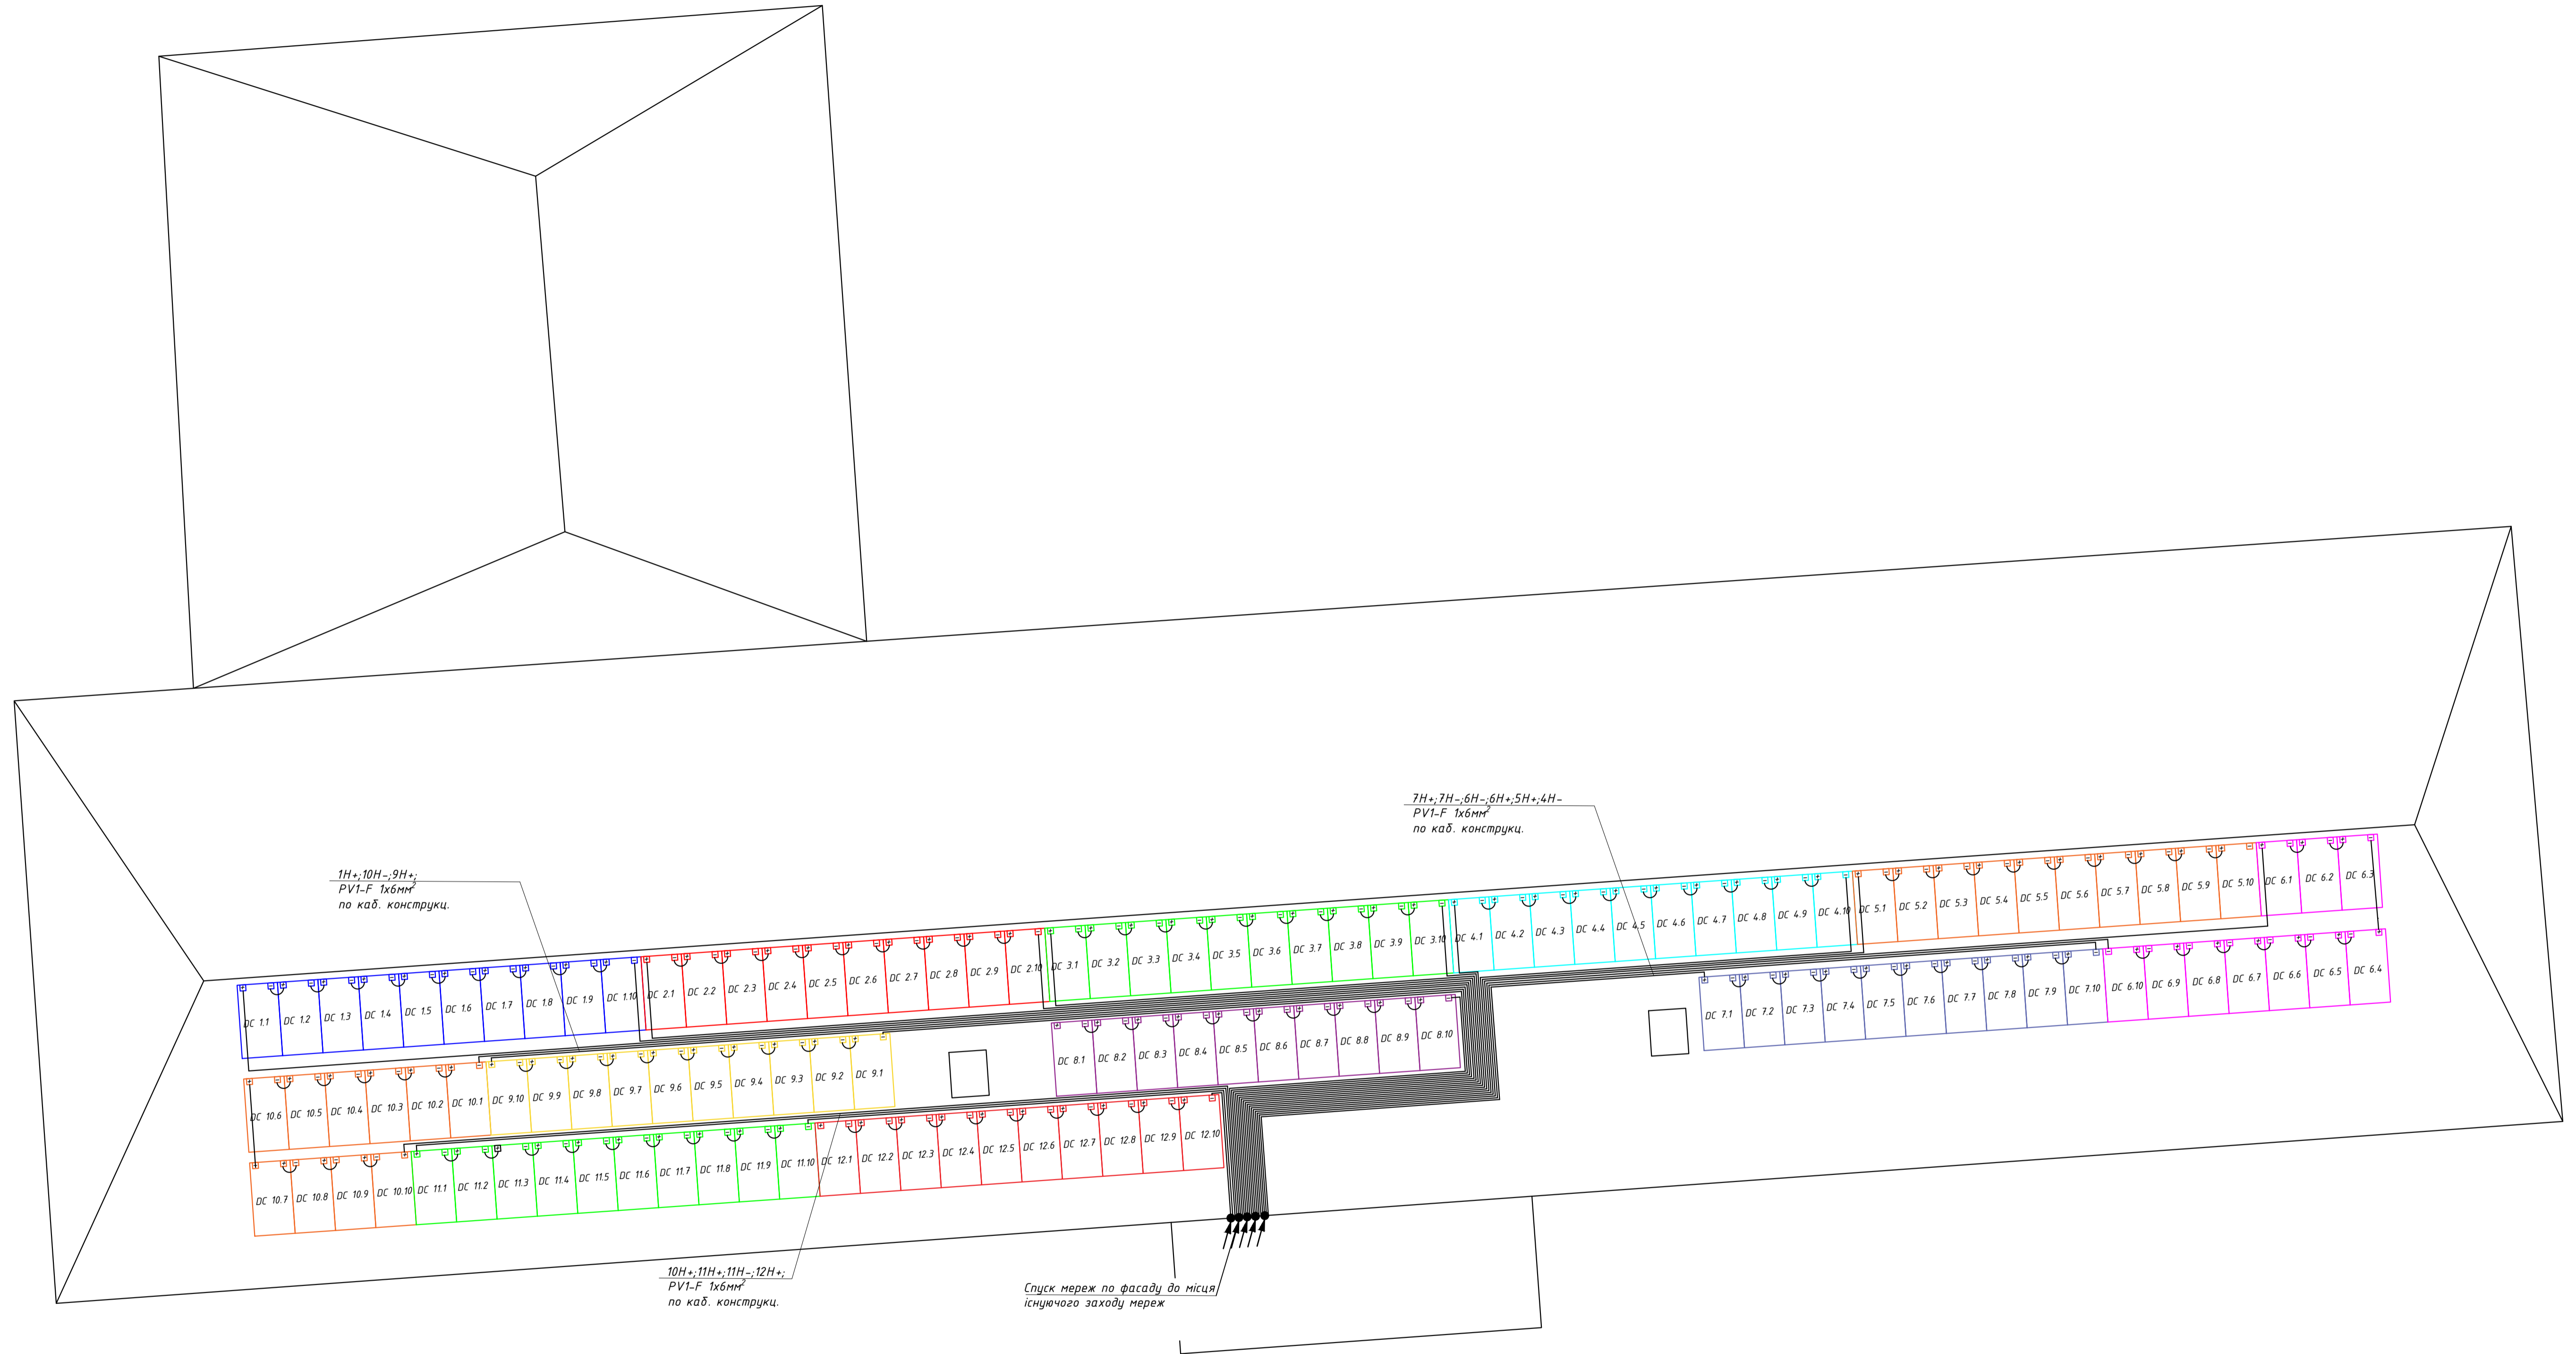 7Н+;7Н-;6Н-;6Н+;5Н+;4Н-
PV1-F 1х6мм²
по каб. конструкц.
1Н+;10Н-;9Н+;
PV1-F 1х6мм²
по каб. конструкц.
DC 6.1 DC 6.2 DC 6.3
DC 5.1 DC 5.2 DC 5.3 DC 5.4 DC 5.5 DC 5.6 DC 5.7 DC 5.8 DC 5.9 DC 5.10
DC 4.1 DC 4.2 DC 4.3 DC 4.4 DC 4.5 DC 4.6 DC 4.7 DC 4.8 DC 4.9 DC 4.10
DC 3.1 DC 3.2 DC 3.3 DC 3.4 DC 3.5 DC 3.6 DC 3.7 DC 3.8 DC 3.9 DC 3.10
DC 2.1 DC 2.2 DC 2.3 DC 2.4 DC 2.5 DC 2.6 DC 2.7 DC 2.8 DC 2.9 DC 2.10
DC 1.1 DC 1.2 DC 1.3 DC 1.4 DC 1.5 DC 1.6 DC 1.7 DC 1.8 DC 1.9 DC 1.10
DC 7.1 DC 7.2 DC 7.3 DC 7.4 DC 7.5 DC 7.6 DC 7.7 DC 7.8 DC 7.9 DC 7.10 DC 6.10 DC 6.9 DC 6.8 DC 6.7 DC 6.6 DC 6.5 DC 6.4
DC 8.1 DC 8.2 DC 8.3 DC 8.4 DC 8.5 DC 8.6 DC 8.7 DC 8.8 DC 8.9 DC 8.10
DC 10.6 DC 10.5 DC 10.4 DC 10.3 DC 10.2 DC 10.1 DC 9.10 DC 9.9 DC 9.8 DC 9.7 DC 9.6 DC 9.5 DC 9.4 DC 9.3 DC 9.2 DC 9.1
DC 10.7 DC 10.8 DC 10.9 DC 10.10 DC 11.1 DC 11.2 DC 11.3 DC 11.4 DC 11.5 DC 11.6 DC 11.7 DC 11.8 DC 11.9 DC 11.10 DC 12.1 DC 12.2 DC 12.3 DC 12.4 DC 12.5 DC 12.6 DC 12.7 DC 12.8 DC 12.9 DC 12.10
10Н+;11Н+;11Н-;12Н+;
PV1-F 1х6мм²
по каб. конструкц.
Спуск мереж по фасаду до місця
існуючого заходу мереж